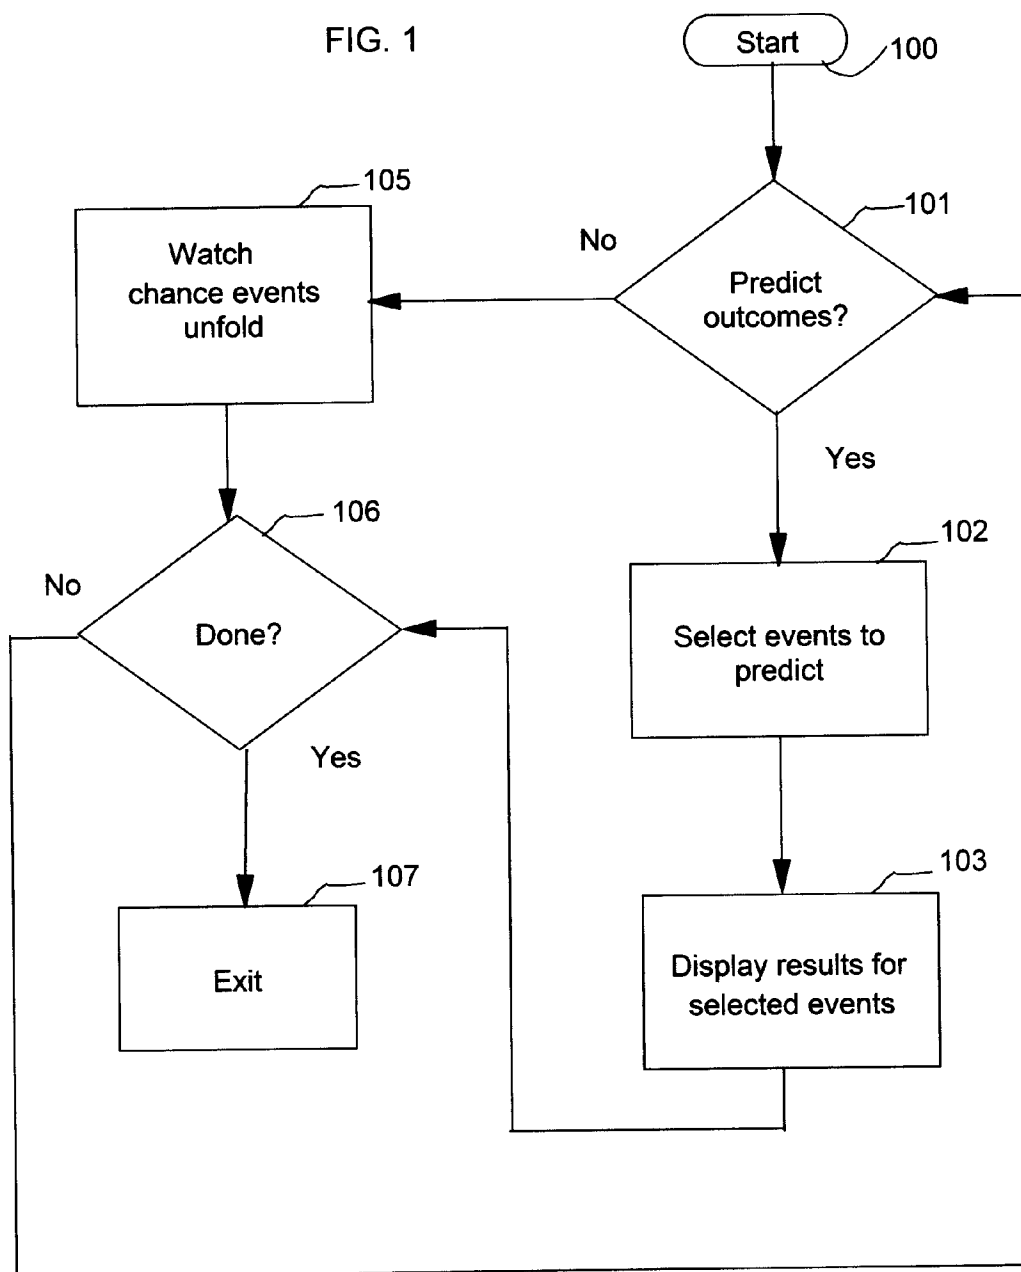 FIG. 1
Start
100
101
Predict
outcomes?
No
Yes
105
Watch
chance events
unfold
102
Select events to
predict
106
Done?
No
Yes
103
Display results for
selected events
107
Exit